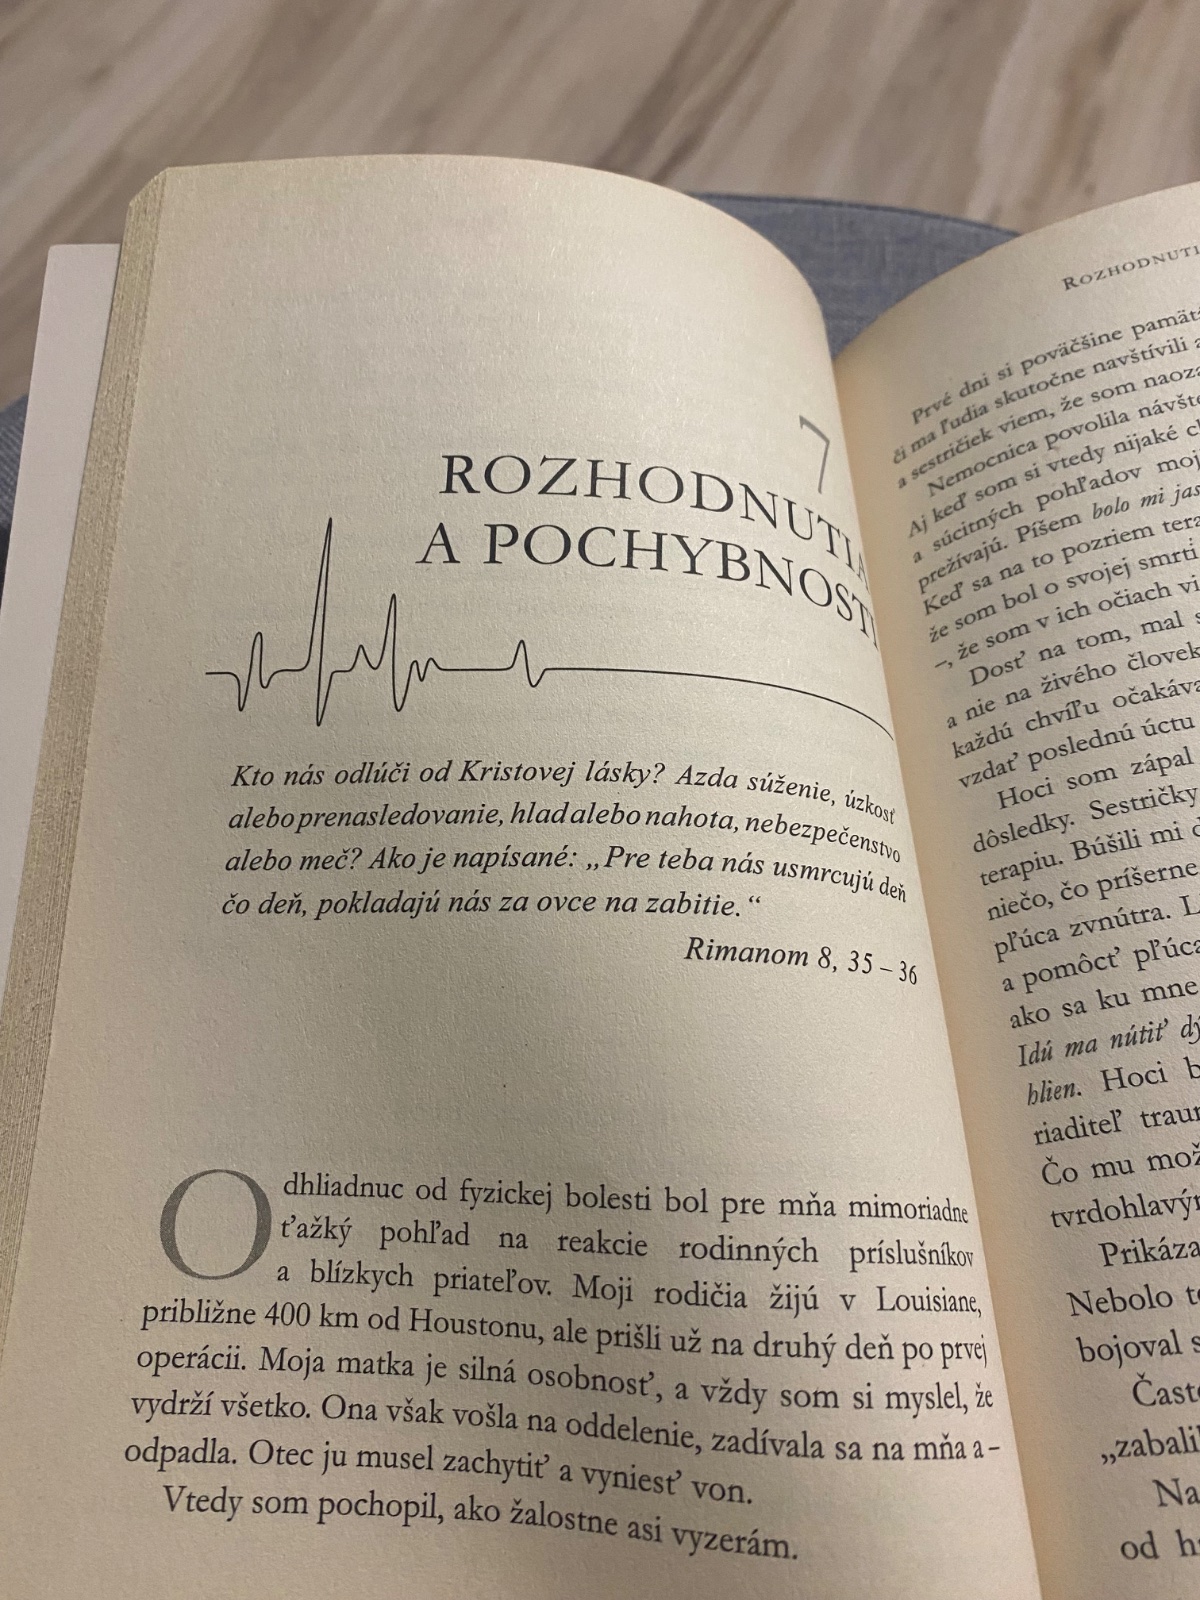 7
ROZHODNUTIA
A POCHYBNOSTI
Kto nás odlúči od Kristovej lásky? Azda súženie, úzkosť
alebo prenasledovanie, hlad alebo nahota, nebezpečenstvo
alebo meč? Ako je napísané: „Pre teba nás usmrcujú deň
čo deň, pokladajú nás za ovce na zabitie.“
Rimanom 8, 35 – 36
Odhliadnuc od fyzickej bolesti bol pre mňa mimoriadne
ťažký pohľad na reakcie rodinných príslušníkov
a blízkych priateľov. Moji rodičia žijú v Louisiane,
približne 400 km od Houstonu, ale prišli už na druhý deň po prvej
operácii. Moja matka je silná osobnosť, a vždy som si myslel, že
vydrží všetko. Ona však vošla na oddelenie, zadívala sa na mňa a –
odpadla. Otec ju musel zachytiť a vyniesť von.
Vtedy som pochopil, ako žalostne asi vyzerám.
ROZHODNUTI
Prvé dni si poväčšine pamät
či ma ľudia skutočne navštívili a
a sestričiek viem, že som naoza
Nemocnica povolila návšte
Aj keď som si vtedy nijaké
a súcitných pohľadov moj
prežívajú. Píšem bolo mi jas
Keď sa na to pozriem tera
že som bol o svojej smrti
–, že som v ich očiach vi
Dosť na tom, mal
a nie na živého človek
každú chvíľu očakáva
vzdať poslednú úctu
Hoci som zápal
dôsledky. Sestričky
terapiu. Búšili mi
niečo, čo príšerne
pľúca zvnútra. L
a pomôcť pľúca
ako sa ku mne
Idú ma nútiť dý
blien. Hoci b
riaditeľ traum
Čo mu mož
tvrdohlavým
Prikáza
Nebolo to
bojoval s
Často
„zabali
Na
od h